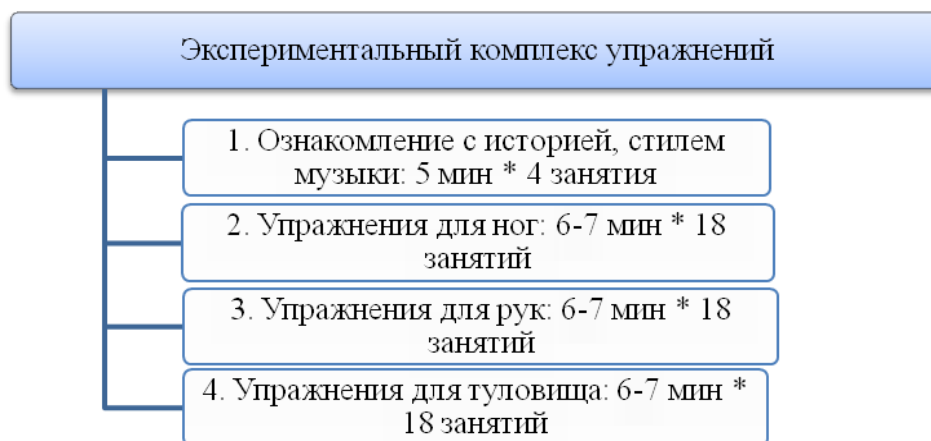 Экспериментальный комплекс упражнений
1. Ознакомление с историей, стилем
музыки: 5 мин * 4 занятия
2. Упражнения для ног: 6-7 мин * 18
занятий
3. Упражнения для рук: 6-7 мин * 18
занятий
4. Упражнения для туловища: 6-7 мин *
18 занятий